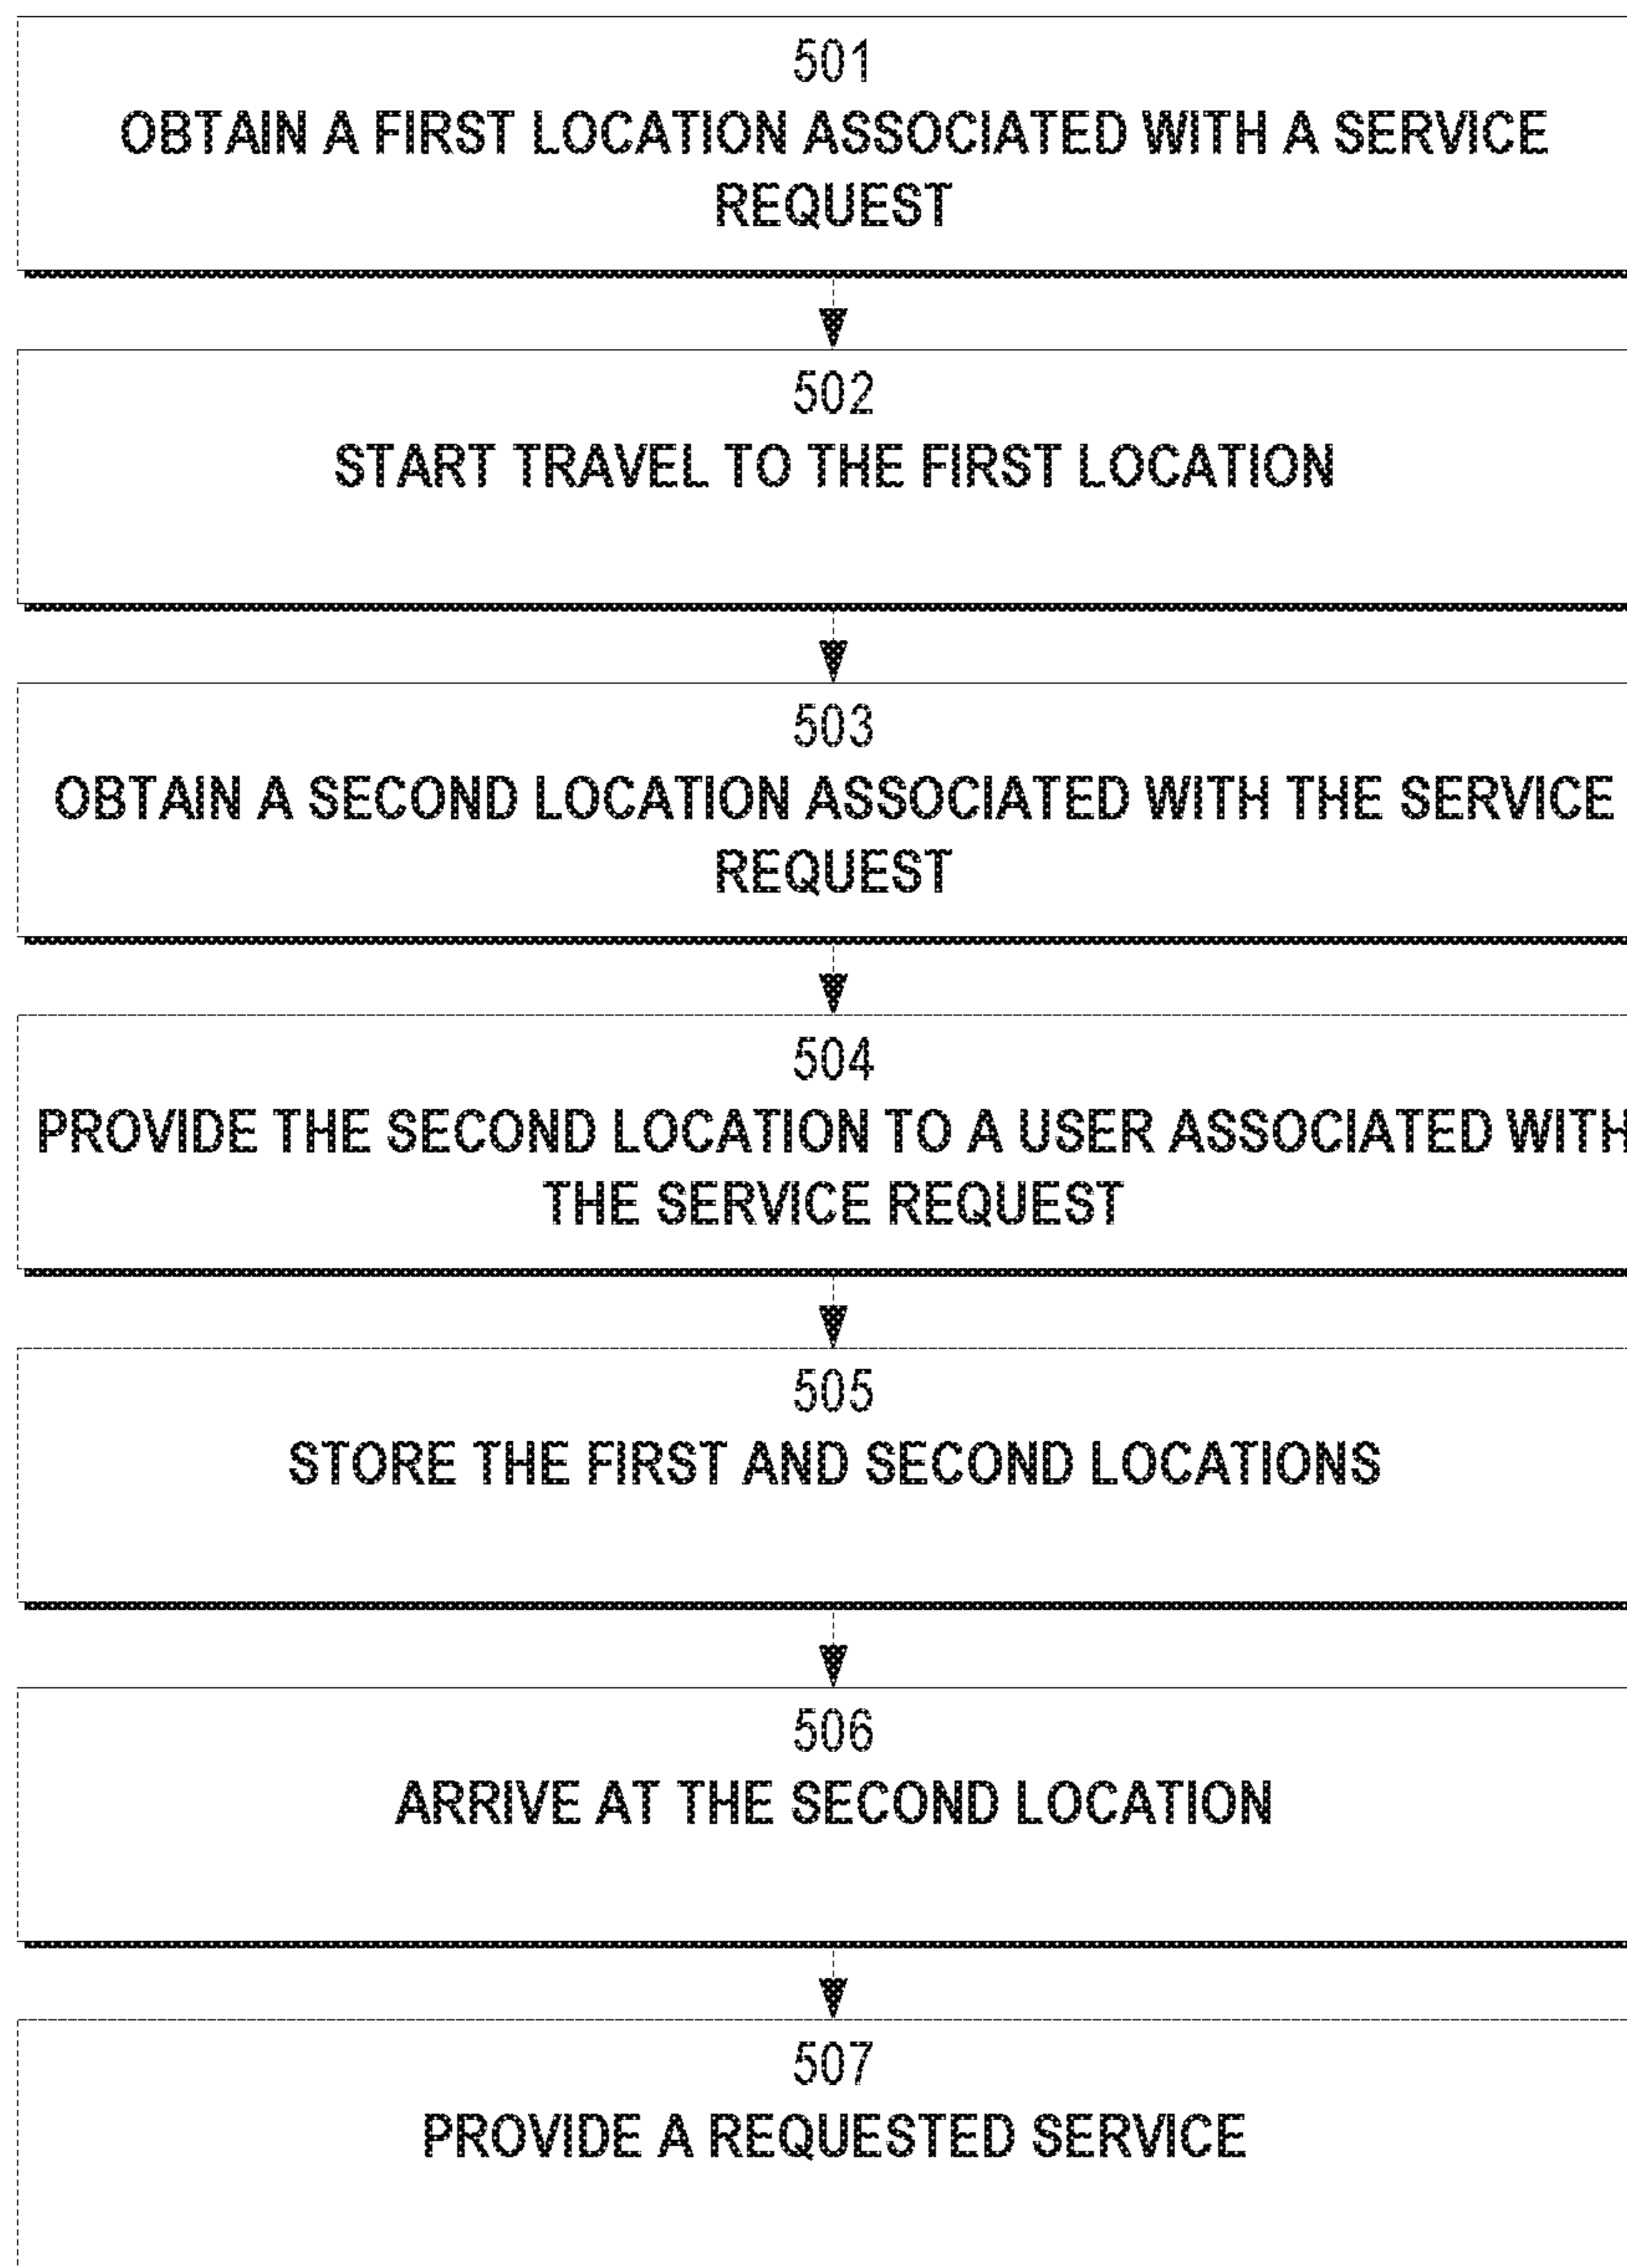 501
OBTAIN A FIRST LOCATION ASSOCIATED WITH A SERVICE
REQUEST
502
START TRAVEL TO THE FIRST LOCATION
503
OBTAIN A SECOND LOCATION ASSOCIATED WITH THE SERVICE
REQUEST
504
PROVIDE THE SECOND LOCATION TO A USER ASSOCIATED WITH
THE SERVICE REQUEST
505
STORE THE FIRST AND SECOND LOCATIONS
506
ARRIVE AT THE SECOND LOCATION
507
PROVIDE A REQUESTED SERVICE